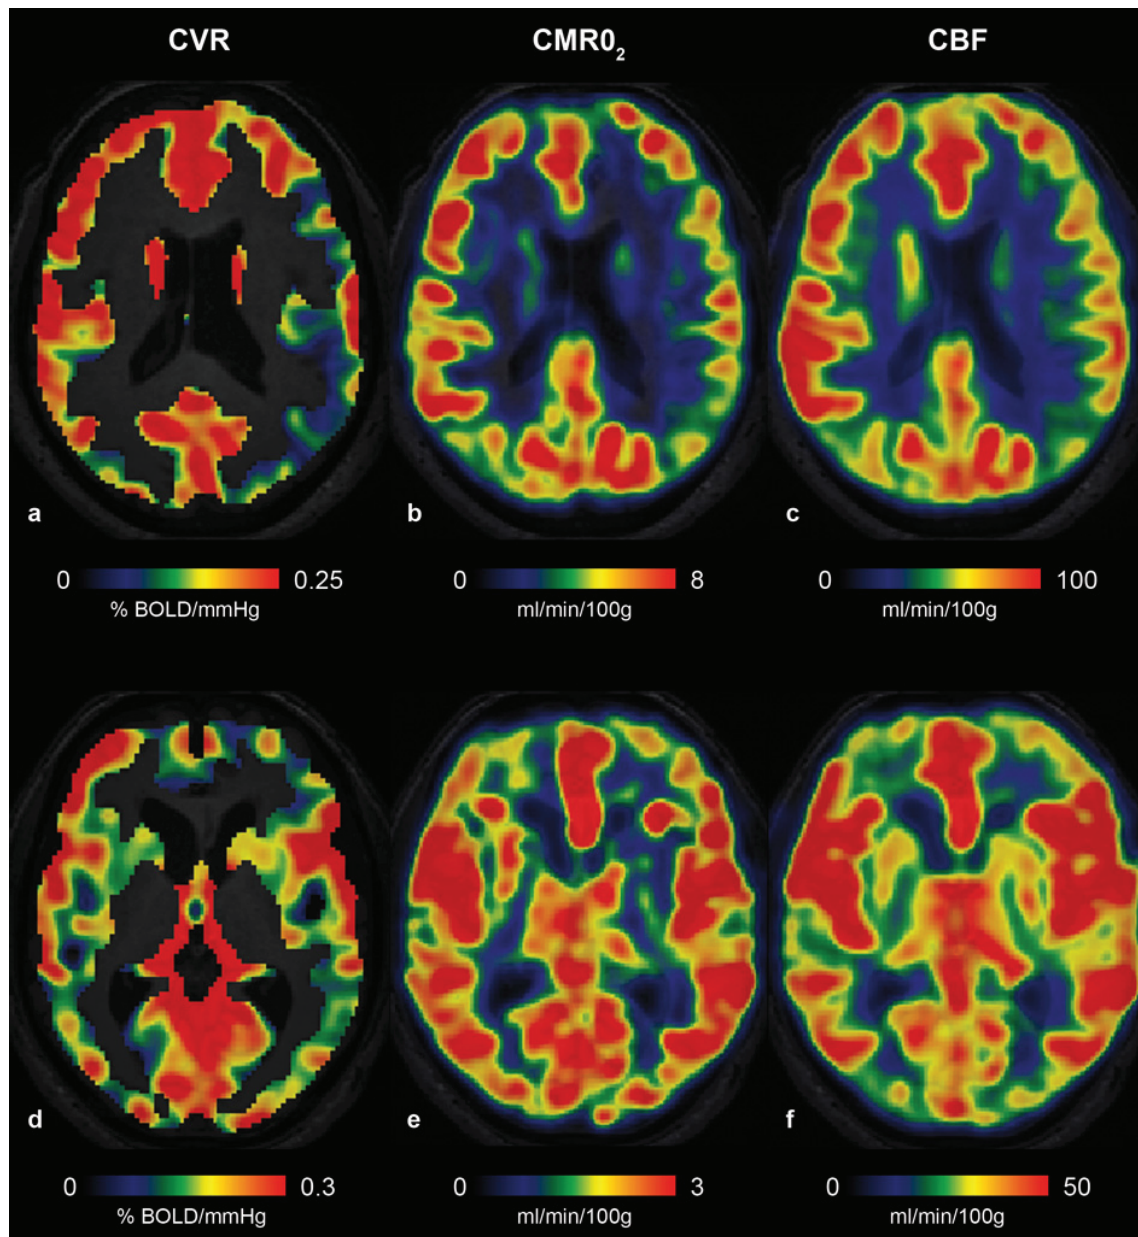 CVR CMR0₂ CBF
a b c
0 0.25 0 8 0 100
% BOLD/mmHg ml/min/100g ml/min/100g
d e f
0 0.3 0 3 0 50
% BOLD/mmHg ml/min/100g ml/min/100g